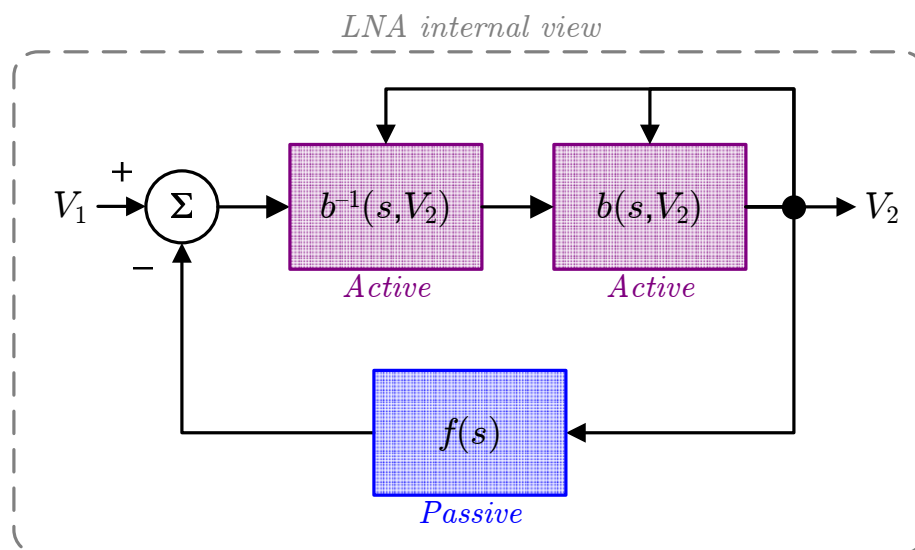 LNA internal view
+
V₁ Σ b⁻¹(s,V₂) b(s,V₂) V₂
−
Active Active
f(s)
Passive